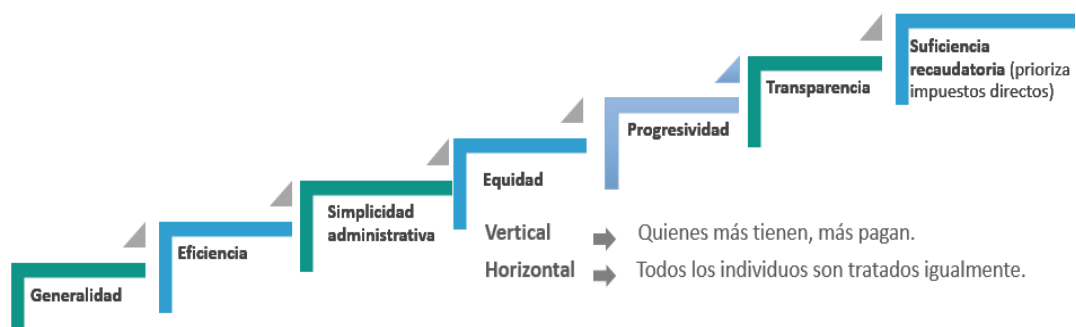 Generalidad
Eficiencia
Simplicidad
administrativa
Equidad
Vertical
Quienes más tienen, más pagan.
Horizontal
Todos los individuos son tratados igualmente.
Progresividad
Transparencia
Suficiencia
recaudatoria (prioriza
impuestos directos)